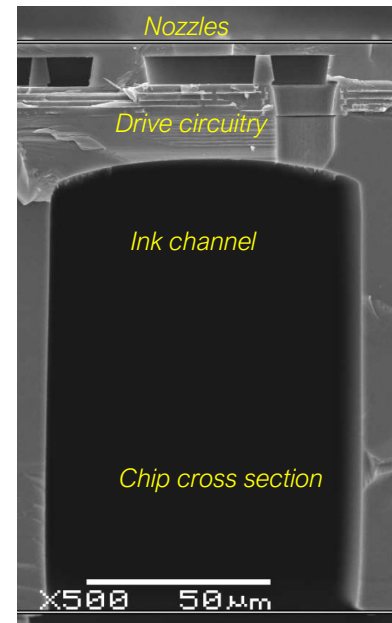 Nozzles
Drive circuitry
Ink channel
Chip cross section
X500 50µm